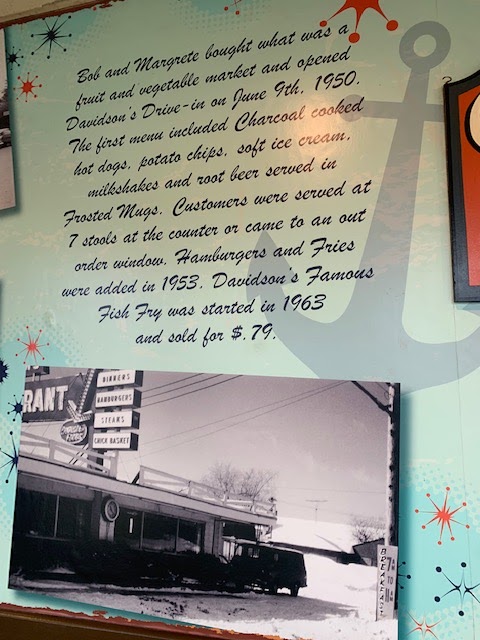 Bob and Margrete bought what was a
fruit and vegetable market and opened
Davidson's Drive-in on June 9th, 1950.
The first menu included Charcoal cooked
hot dogs, potato chips, soft ice cream,
milkshakes and root beer served in
Frosted Mugs. Customers were served at
7 stools at the counter or came to an out
order window. Hamburgers and Fries
were added in 1953. Davidson's Famous
Fish Fry was started in 1963
and sold for $.79.
RANT
DINNERS
HAMBURGERS
STEAKS
CHICK BASKET
BREAKFAST